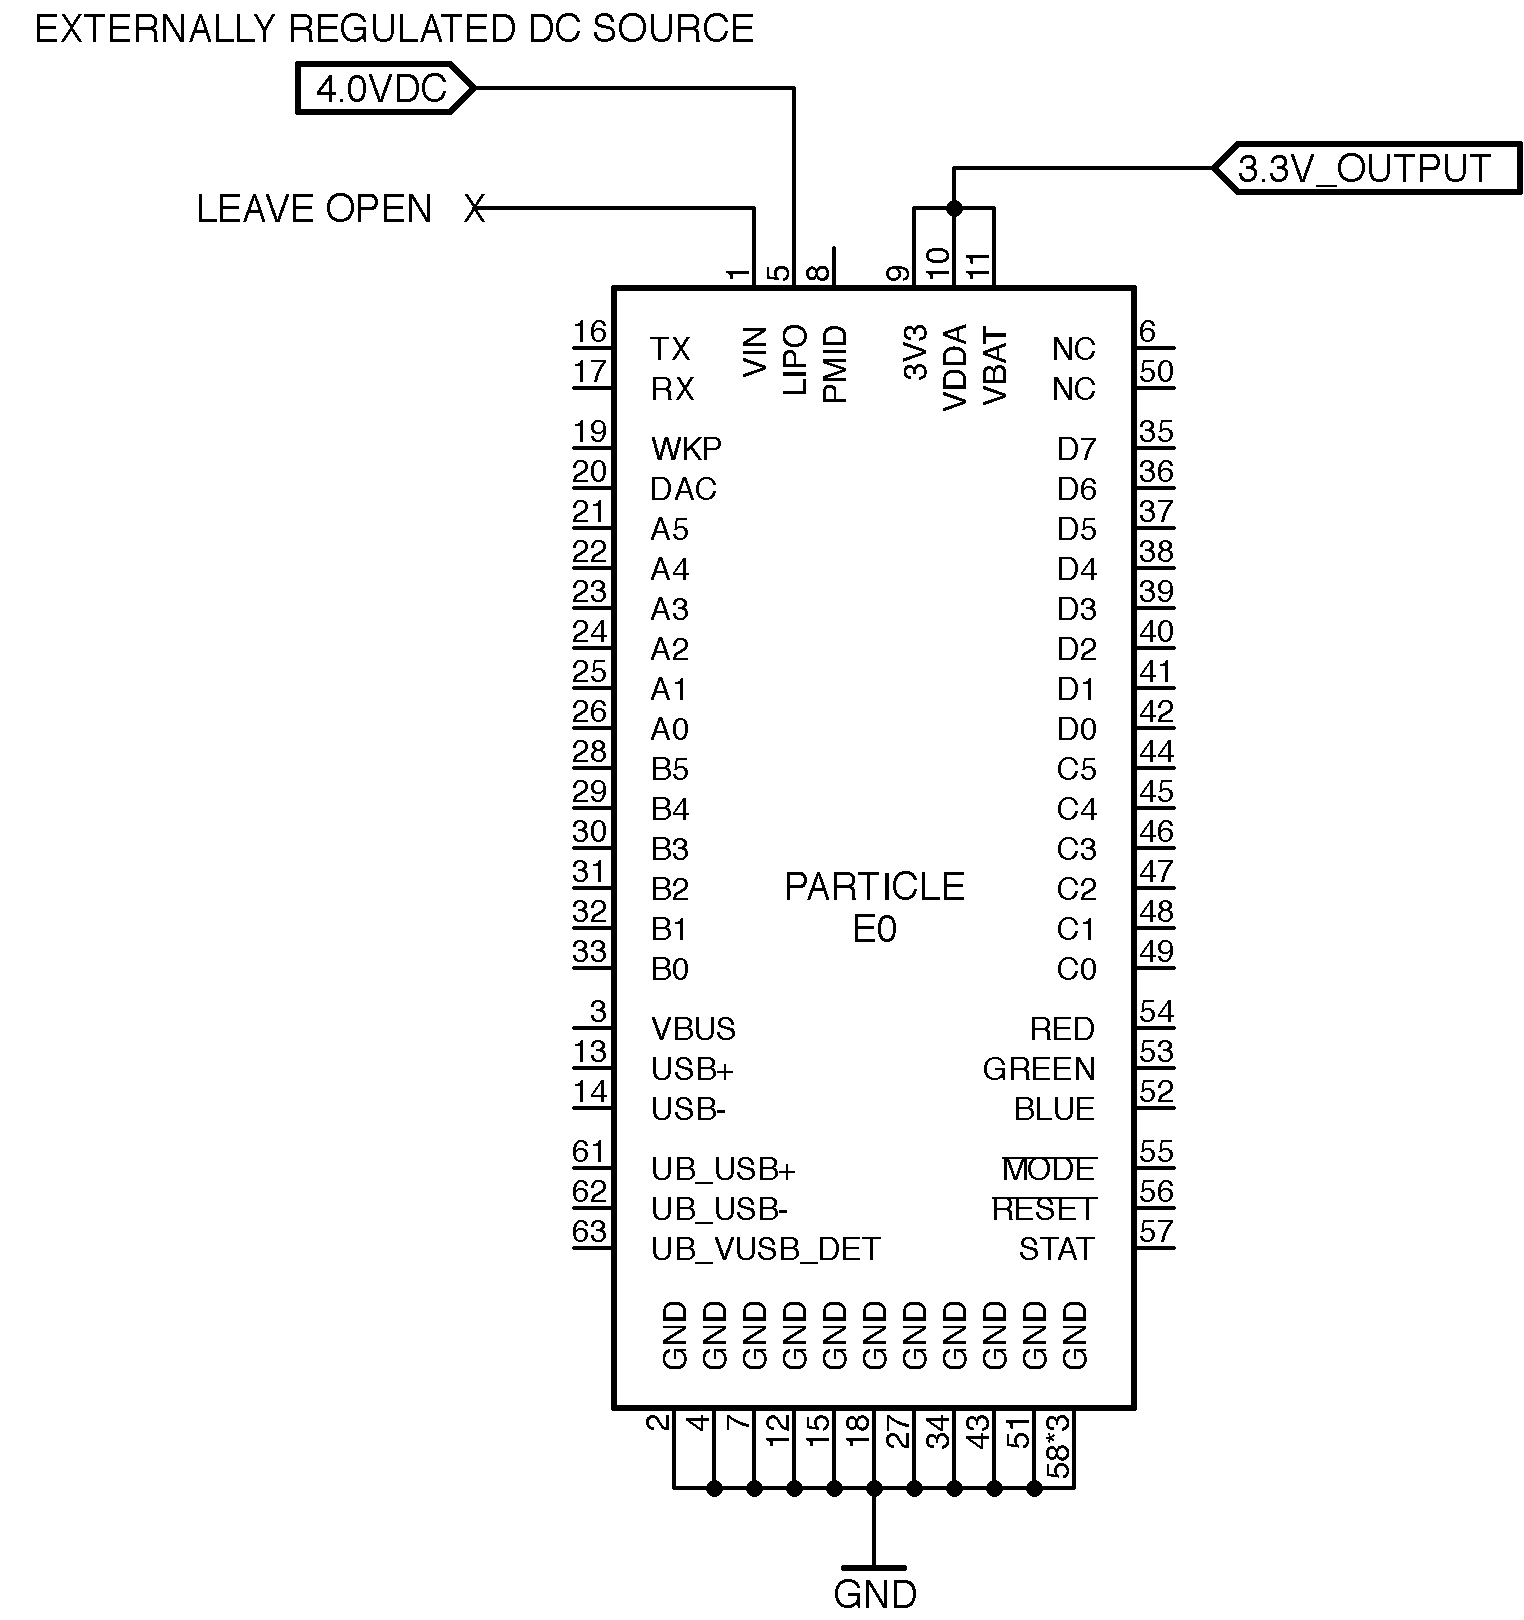 EXTERNALLY REGULATED DC SOURCE
4.0VDC
3.3V_OUTPUT
LEAVE OPEN X
1 5 8 9 10 11
VIN LIPO PMID 3V3 VDDA VBAT
16 TX NC 6
17 RX NC 50
19 WKP D7 35
20 DAC D6 36
21 A5 D5 37
22 A4 D4 38
23 A3 D3 39
24 A2 D2 40
25 A1 D1 41
26 A0 D0 42
28 B5 C5 44
29 B4 C4 45
30 B3 C3 46
31 B2 C2 47
32 B1 C1 48
33 B0 C0 49
PARTICLE
E0
3 VBUS RED 54
13 USB+ GREEN 53
14 USB- BLUE 52
61 UB_USB+ MODE 55
62 UB_USB- RESET 56
63 UB_VUSB_DET STAT 57
GND GND GND GND GND GND GND GND GND GND GND
2 4 7 12 15 18 27 34 43 51 58*3
GND